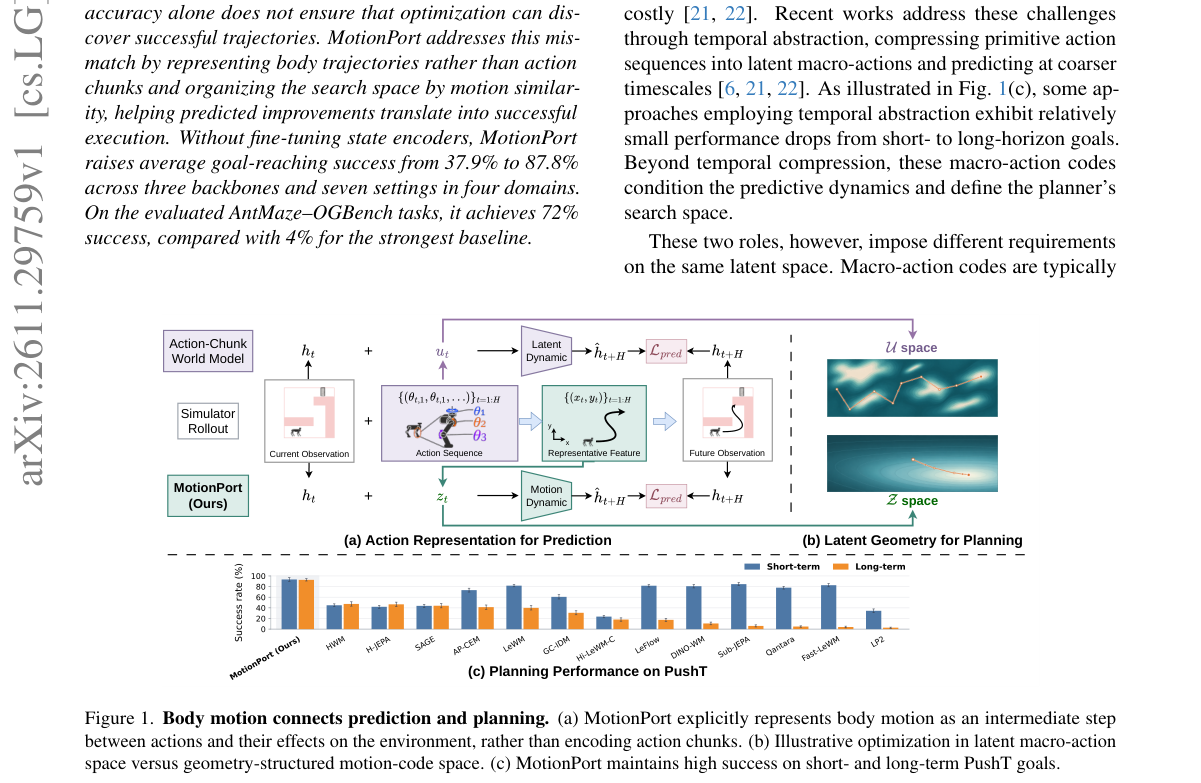 accuracy alone does not ensure that optimization can dis-
cover successful trajectories. MotionPort addresses this mis-
match by representing body trajectories rather than action
chunks and organizing the search space by motion similar-
ity, helping predicted improvements translate into successful
execution. Without fine-tuning state encoders, MotionPort
raises average goal-reaching success from 37.9% to 87.8%
across three backbones and seven settings in four domains.
On the evaluated AntMaze–OGBench tasks, it achieves 72%
success, compared with 4% for the strongest baseline.
costly [21, 22]. Recent works address these challenges
through temporal abstraction, compressing primitive action
sequences into latent macro-actions and predicting at coarser
timescales [6, 21, 22]. As illustrated in Fig. 1(c), some ap-
proaches employing temporal abstraction exhibit relatively
small performance drops from short- to long-horizon goals.
Beyond temporal compression, these macro-action codes
condition the predictive dynamics and define the planner's
search space.
These two roles, however, impose different requirements
on the same latent space. Macro-action codes are typically
arXiv:2611.29759v1 [cs.LG]
Action-Chunk
World Model
h_t
+
u_t
Latent
Dynamic
ĥ_{t+H}
ℒ_{pred}
h_{t+H}
𝒰 space
Simulator
Rollout
Current Observation
+
{(θ_{t,1}, θ_{t,1}, ...)}_{t=1:H}
θ1
θ2
θ3
Action Sequence
{(x_t, y_t)}_{t=1:H}
y
x
Representative Feature
Future Observation
MotionPort
(Ours)
h_t
+
z_t
Motion
Dynamic
ĥ_{t+H}
ℒ_{pred}
h_{t+H}
𝒵 space
(a) Action Representation for Prediction
(b) Latent Geometry for Planning
Short-term
Long-term
Success rate (%)
100
80
60
40
20
0
MotionPort (Ours)
HWM
H-JEPA
SAGE
AP-CEM
LeWM
GC-IDM
Hi-LeWM-C
LeFlow
DINO-WM
Sub-JEPA
Qantara
Fast-LeWM
LP2
(c) Planning Performance on PushT
Figure 1. Body motion connects prediction and planning. (a) MotionPort explicitly represents body motion as an intermediate step
between actions and their effects on the environment, rather than encoding action chunks. (b) Illustrative optimization in latent macro-action
space versus geometry-structured motion-code space. (c) MotionPort maintains high success on short- and long-term PushT goals.